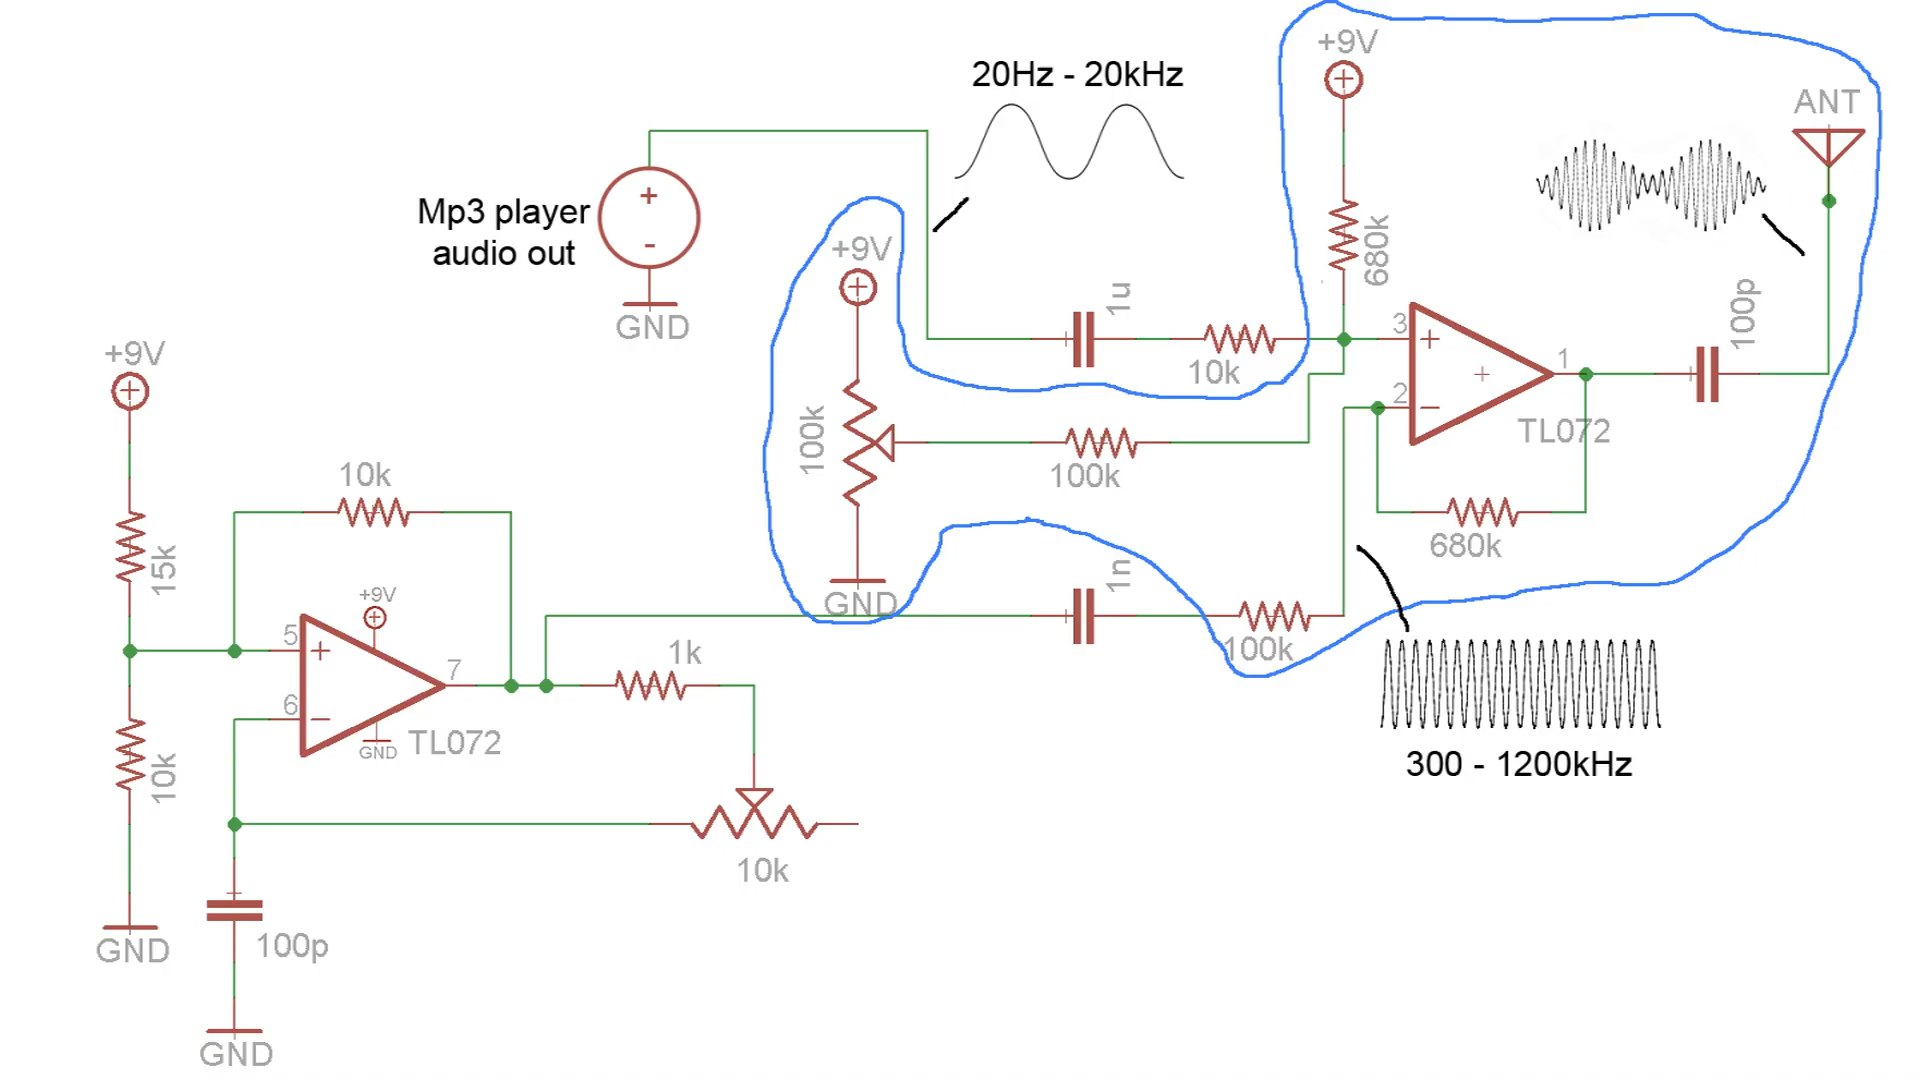 +9V
20Hz - 20kHz
ANT
Mp3 player
audio out
+9V
680k
GND
1u
10k
3
2
1
100p
TL072
+9V
100k
100k
680k
10k
15k
+9V
GND
1n
100k
5
6
7
1k
GND
TL072
10k
300 - 1200kHz
10k
GND
100p
GND